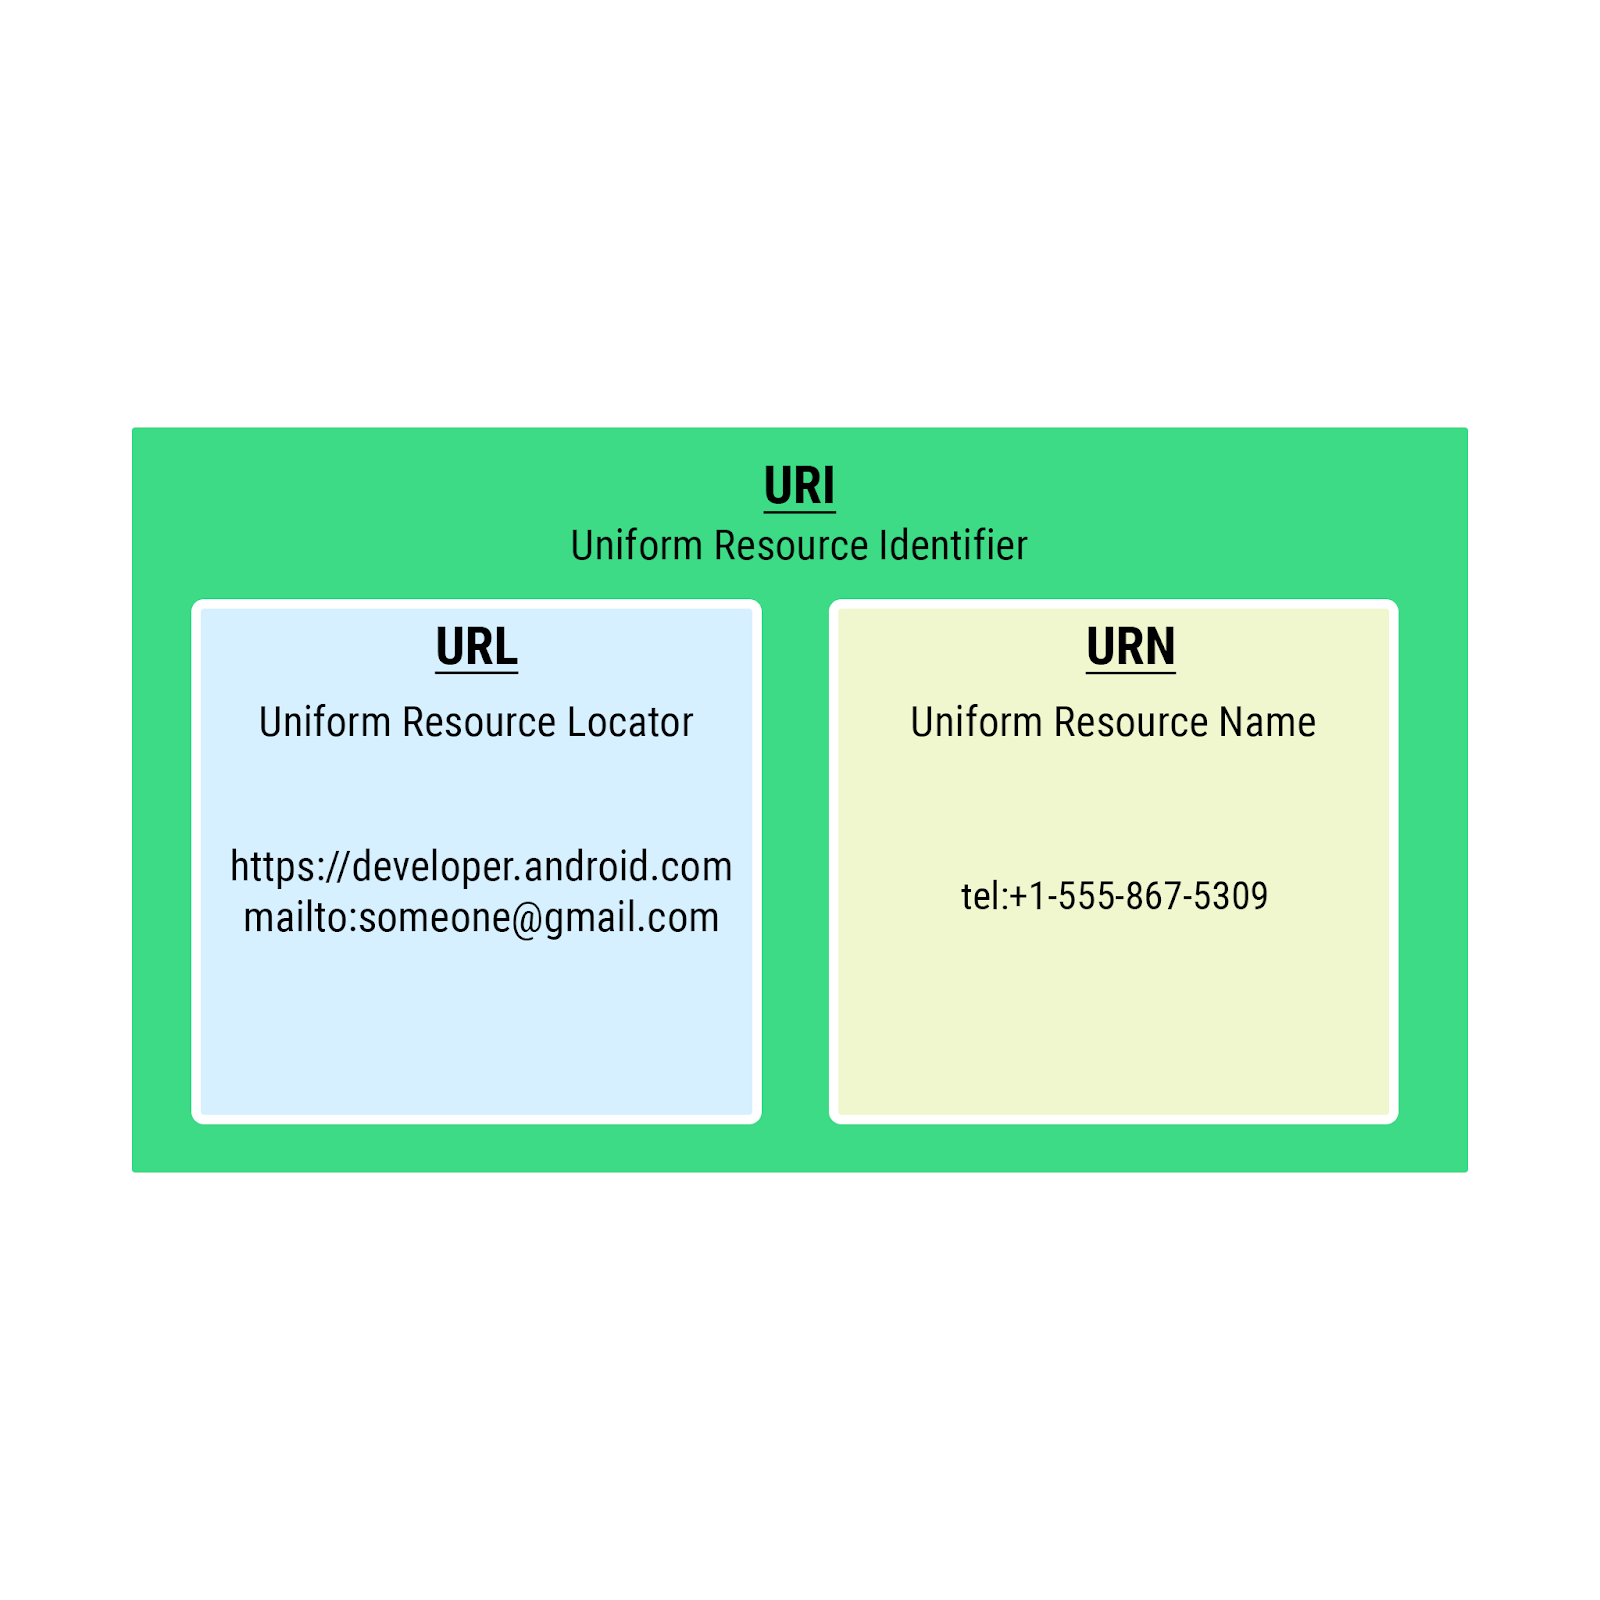 URI
Uniform Resource Identifier
URL
Uniform Resource Locator
https://developer.android.com
mailto:someone@gmail.com
URN
Uniform Resource Name
tel:+1-555-867-5309